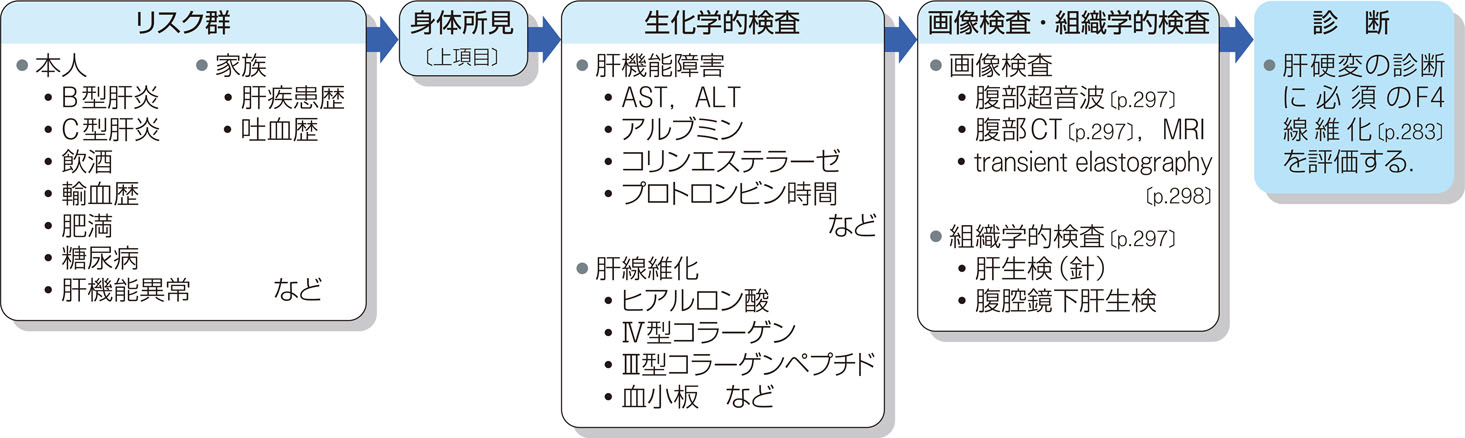 リスク群
● 本人
・B型肝炎
・C型肝炎
・飲酒
・輸血歴
・肥満
・糖尿病
・肝機能異常 など
● 家族
・肝疾患歴
・吐血歴
身体所見
〔上項目〕
生化学的検査
● 肝機能障害
・AST，ALT
・アルブミン
・コリンエステラーゼ
・プロトロンビン時間
など
● 肝線維化
・ヒアルロン酸
・Ⅳ型コラーゲン
・Ⅲ型コラーゲンペプチド
・血小板 など
画像検査・組織学的検査
● 画像検査
・腹部超音波〔p.297〕
・腹部CT〔p.297〕，MRI
・transient elastography
〔p.298〕
● 組織学的検査〔p.297〕
・肝生検（針）
・腹腔鏡下肝生検
診 断
● 肝硬変の診断
に必須のF4
線維化〔p.283〕
を評価する．